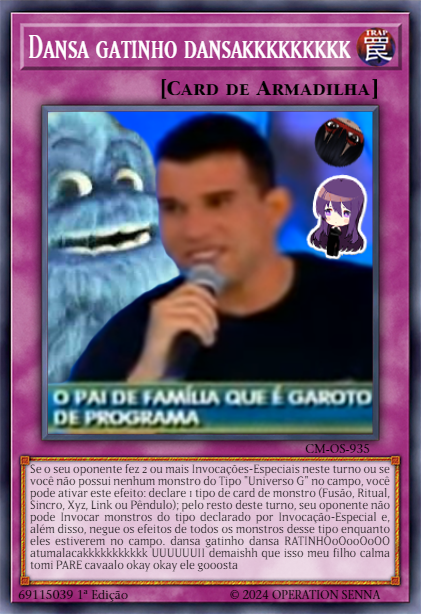 Dansa gatinho dansakkkkkkkkk
TRAP
罠
[Card de Armadilha]
O PAI DE FAMÍLIA QUE É GAROTO
DE PROGRAMA
CM-OS-935
Se o seu oponente fez 2 ou mais Invocações-Especiais neste turno ou se
você não possui nenhum monstro do Tipo "Universo G" no campo, você
pode ativar este efeito: declare 1 tipo de card de monstro (Fusão, Ritual,
Sincro, Xyz, Link ou Pêndulo); pelo resto deste turno, seu oponente não
pode Invocar monstros do tipo declarado por Invocação-Especial e,
além disso, negue os efeitos de todos os monstros desse tipo enquanto
eles estiverem no campo. dansa gatinho dansa RATINHOoOooOoOO
atumalacakkkkkkkkkkk UUUUUUII demaishh que isso meu filho calma
tomi PARE cavaalo okay okay ele gooosta
69115039 1ª Edição
© 2024 OPERATION SENNA